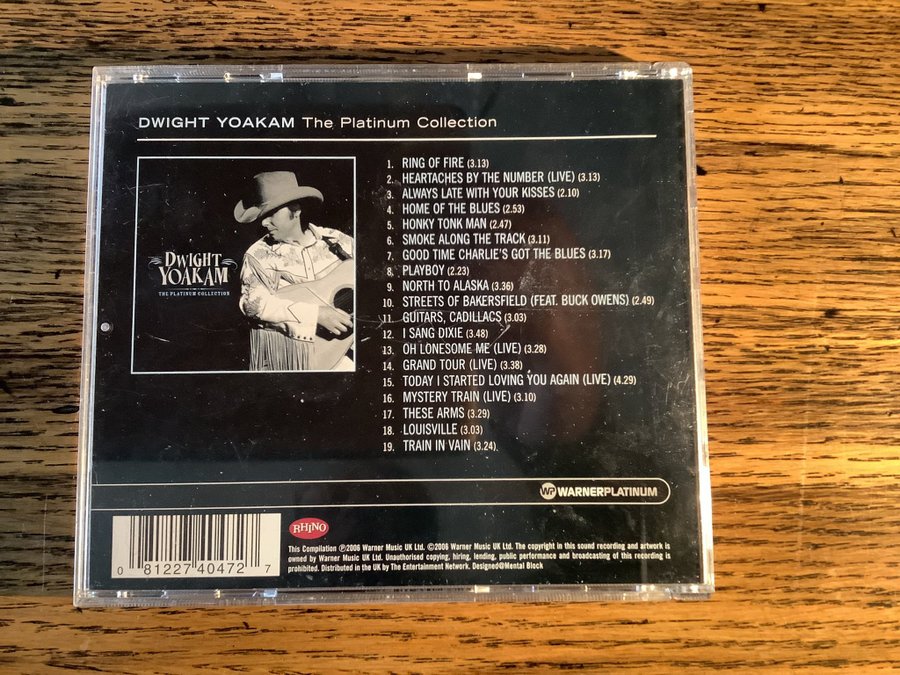 DWIGHT YOAKAM The Platinum Collection
DWIGHT
YOAKAM
THE PLATINUM COLLECTION
1. RING OF FIRE (3.13)
2. HEARTACHES BY THE NUMBER (LIVE) (3.13)
3. ALWAYS LATE WITH YOUR KISSES (2.10)
4. HOME OF THE BLUES (2.53)
5. HONKY TONK MAN (2.47)
6. SMOKE ALONG THE TRACK (3.11)
7. GOOD TIME CHARLIE'S GOT THE BLUES (3.17)
8. PLAYBOY (2.23)
9. NORTH TO ALASKA (3.36)
10. STREETS OF BAKERSFIELD (FEAT. BUCK OWENS) (2.49)
11. GUITARS, CADILLACS (3.03)
12. I SANG DIXIE (3.48)
13. OH LONESOME ME (LIVE) (3.28)
14. GRAND TOUR (LIVE) (3.38)
15. TODAY I STARTED LOVING YOU AGAIN (LIVE) (4.29)
16. MYSTERY TRAIN (LIVE) (3.10)
17. THESE ARMS (3.29)
18. LOUISVILLE (3.03)
19. TRAIN IN VAIN (3.24)
WP WARNERPLATINUM
RHINO
This Compilation ℗2006 Warner Music UK Ltd. ©2006 Warner Music UK Ltd. The copyright in this sound recording and artwork is
owned by Warner Music UK Ltd. Unauthorised copying, hiring, lending, public performance and broadcasting of this recording is
prohibited. Distributed in the UK by The Entertainment Network. Designed@Mental Block
0 81227 40472 7